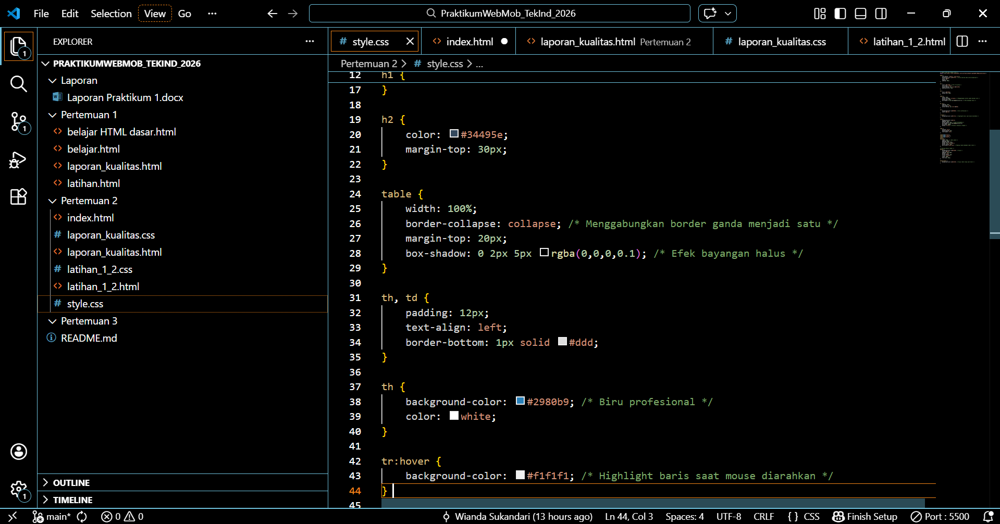 File Edit Selection View Go ···
PraktikumWebMob_TekInd_2026
EXPLORER
PRAKTIKUMWEBMOB_TEKIND_2026
Laporan
Laporan Praktikum 1.docx
Pertemuan 1
belajar HTML dasar.html
belajar.html
laporan_kualitas.html
latihan.html
Pertemuan 2
index.html
laporan_kualitas.css
laporan_kualitas.html
latihan_1_2.css
latihan_1_2.html
style.css
Pertemuan 3
README.md
OUTLINE
TIMELINE
1
1
1
# style.css
index.html
laporan_kualitas.html Pertemuan 2
# laporan_kualitas.css
latihan_1_2.html
Pertemuan 2 > # style.css > ...
12 h1 {
17 }
18
19 h2 {
20 color: #34495e;
21 margin-top: 30px;
22 }
23
24 table {
25 width: 100%;
26 border-collapse: collapse; /* Menggabungkan border ganda menjadi satu */
27 margin-top: 20px;
28 box-shadow: 0 2px 5px rgba(0,0,0,0.1); /* Efek bayangan halus */
29 }
30
31 th, td {
32 padding: 12px;
33 text-align: left;
34 border-bottom: 1px solid #ddd;
35 }
36
37 th {
38 background-color: #2980b9; /* Biru profesional */
39 color: white;
40 }
41
42 tr:hover {
43 background-color: #f1f1f1; /* Highlight baris saat mouse diarahkan */
44 }
45
main* 0 0 Wianda Sukandari (13 hours ago) Ln 44, Col 3 Spaces: 4 UTF-8 CRLF { } CSS Finish Setup Port : 5500